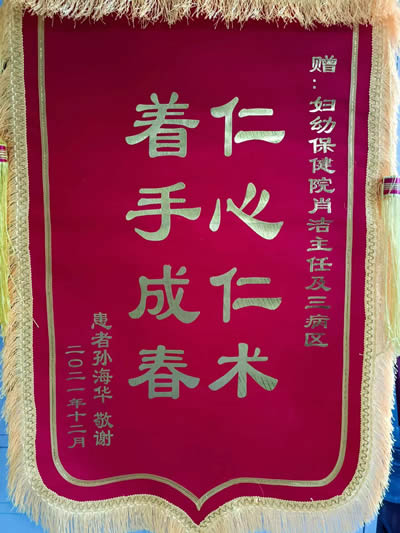 赠：妇幼保健院肖洁主任及三病区
仁心仁术
着手成春
患者孙海华 敬谢
二〇二一年十二月